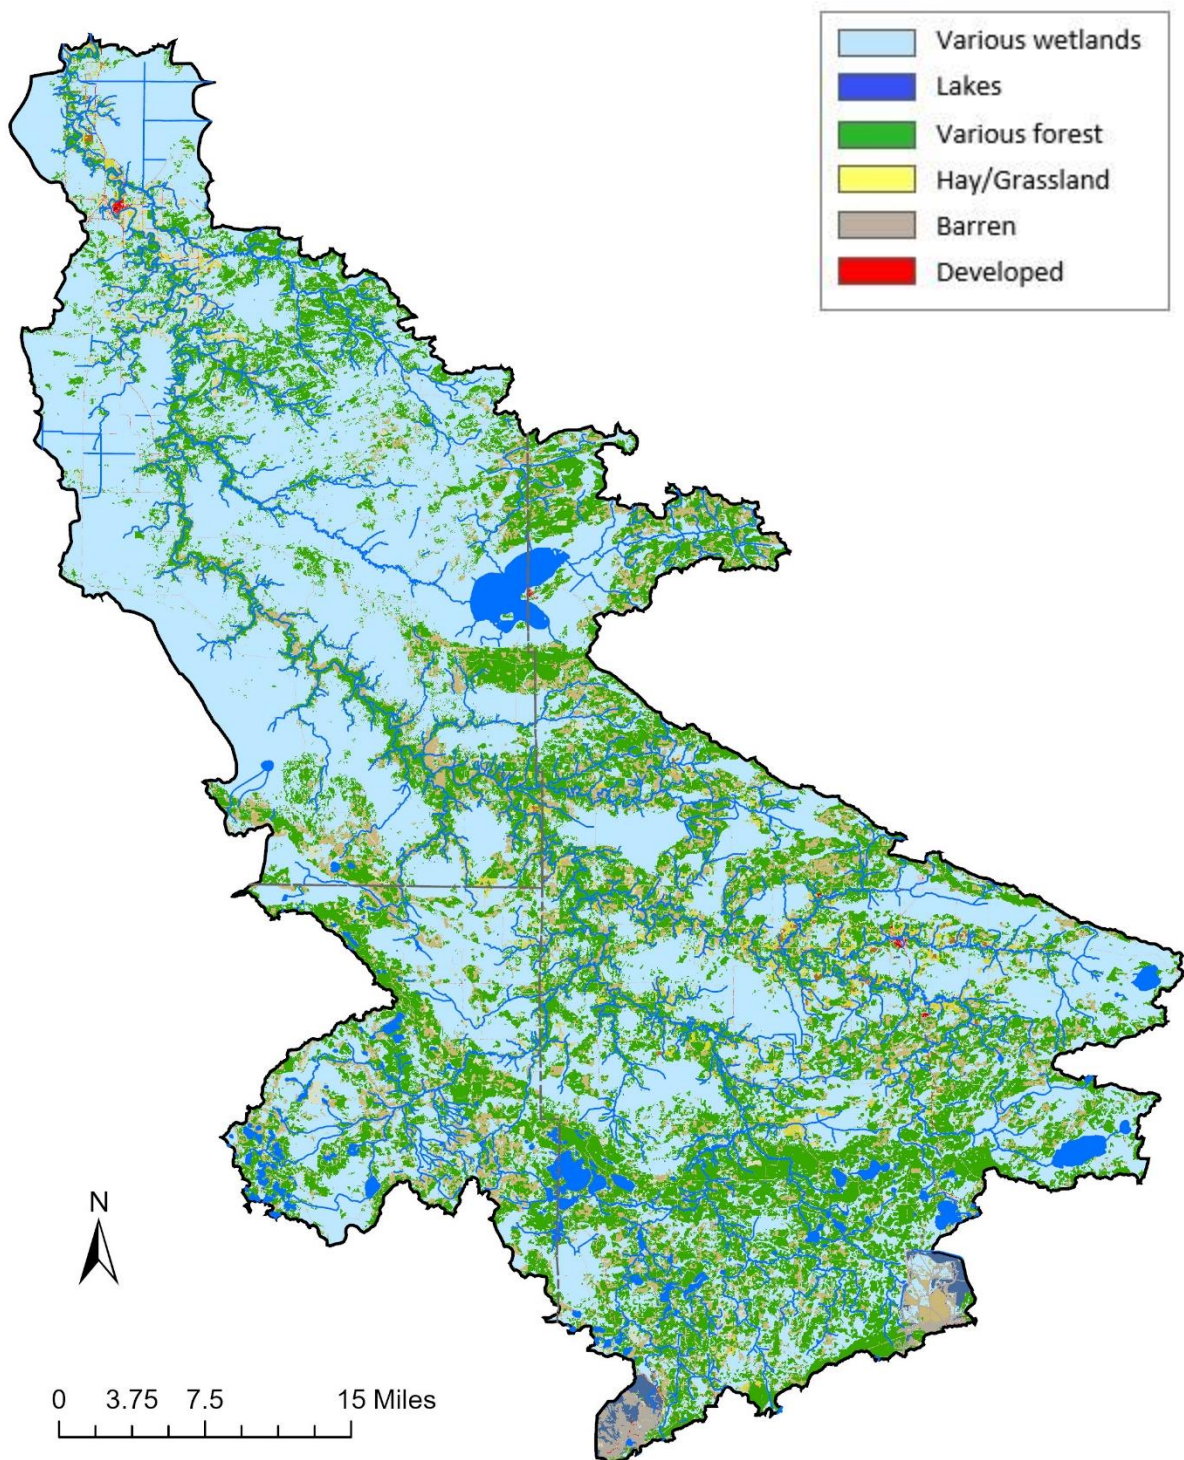 Various wetlands
Lakes
Various forest
Hay/Grassland
Barren
Developed
N
0 3.75 7.5 15 Miles